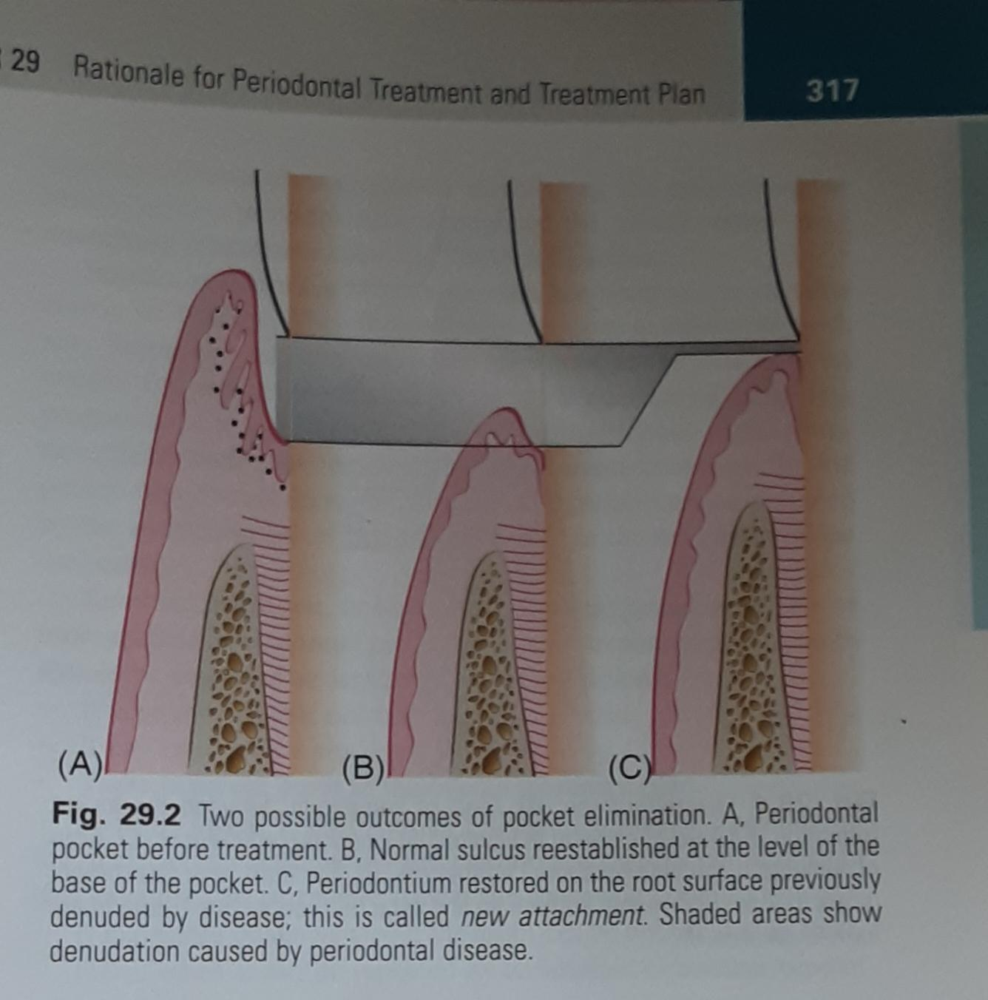 29 Rationale for Periodontal Treatment and Treatment Plan 317
(A) (B) (C)
Fig. 29.2 Two possible outcomes of pocket elimination. A, Periodontal
pocket before treatment. B, Normal sulcus reestablished at the level of the
base of the pocket. C, Periodontium restored on the root surface previously
denuded by disease; this is called new attachment. Shaded areas show
denudation caused by periodontal disease.